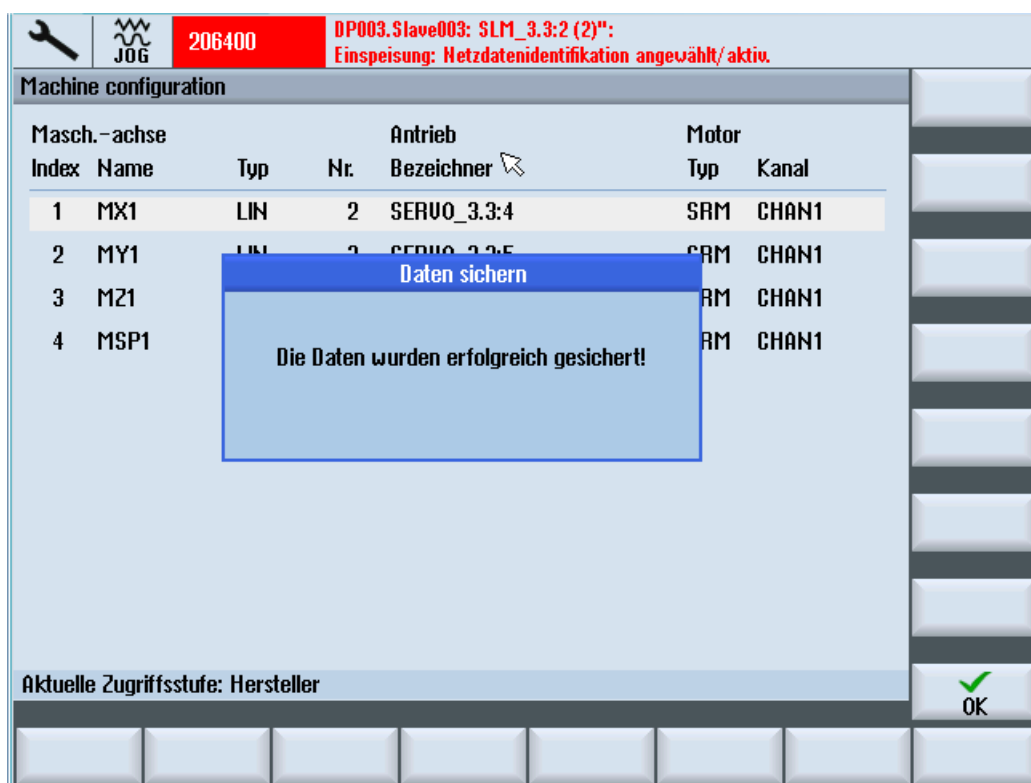 JOG
206400
DP003.Slave003: SLM_3.3:2 (2)":
Einspeisung: Netzdatenidentifikation angewählt/aktiv.
Machine configuration
Masch.-achse Antrieb Motor
Index Name Typ Nr. Bezeichner Typ Kanal
1 MX1 LIN 2 SERVO_3.3:4 SRM CHAN1
2 MY1 CHAN1
3 MZ1 CHAN1
4 MSP1 CHAN1
Daten sichern
Die Daten wurden erfolgreich gesichert!
Aktuelle Zugriffsstufe: Hersteller
OK